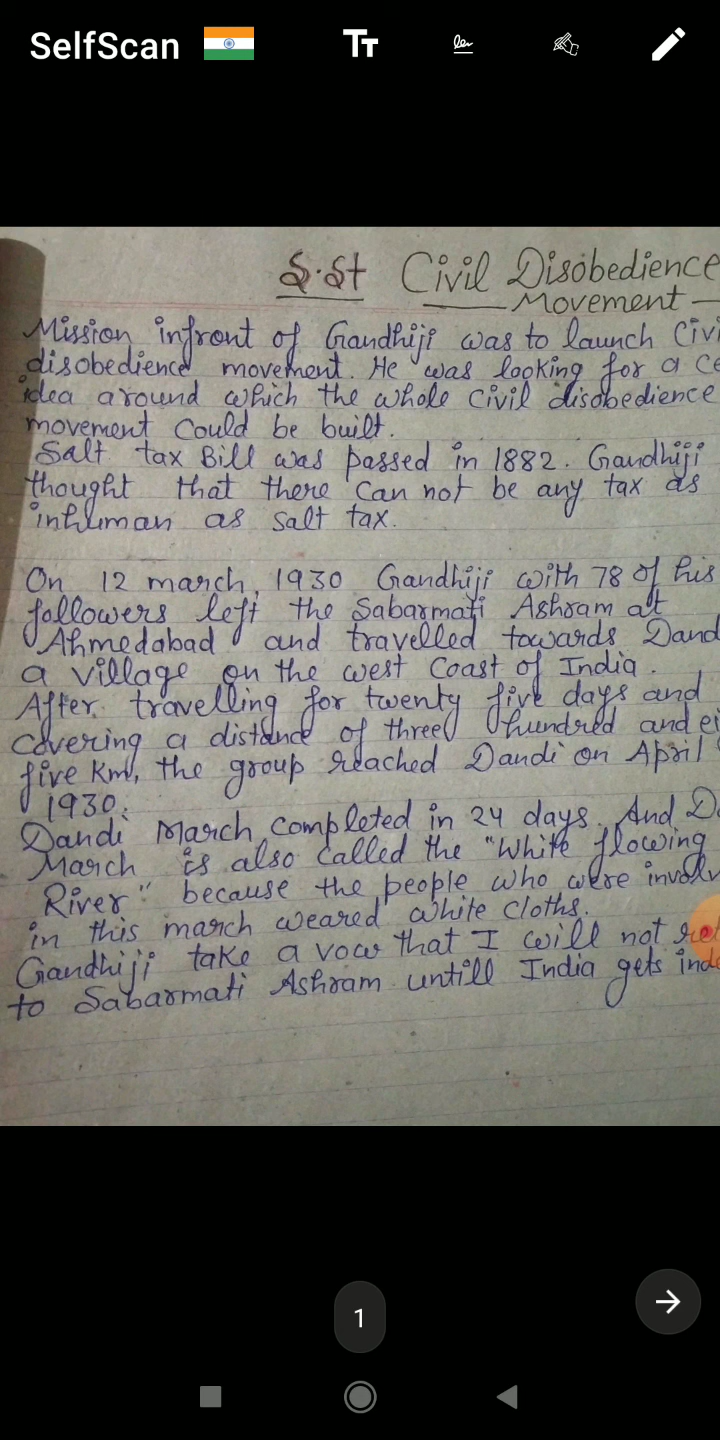 SelfScan
TT
S.St Civil Disobedience
Movement
Mission infront of Gandhiji was to launch Civi
disobedience movement. He was looking for a ce
idea around which the whole civil disobedience
movement could be built.
Salt tax Bill was passed in 1882. Gandhiji
thought that there can not be any tax as
inhuman as salt tax.
On 12 march, 1930 Gandhiji with 78 of his
followers left the Sabarmati Ashram at
Ahmedabad and travelled towards Dand
a village on the west coast of India.
After travelling for twenty five days and
covering a distance of three hundred and ei
five Km, the group reached Dandi on April
1930.
Dandi March completed in 24 days. And D
March is also called the "White flowing
River" because the people who were involv
in this march weared white cloths.
Gandhiji take a vow that I will not ret
to Sabarmati Ashram untill India gets inde
1